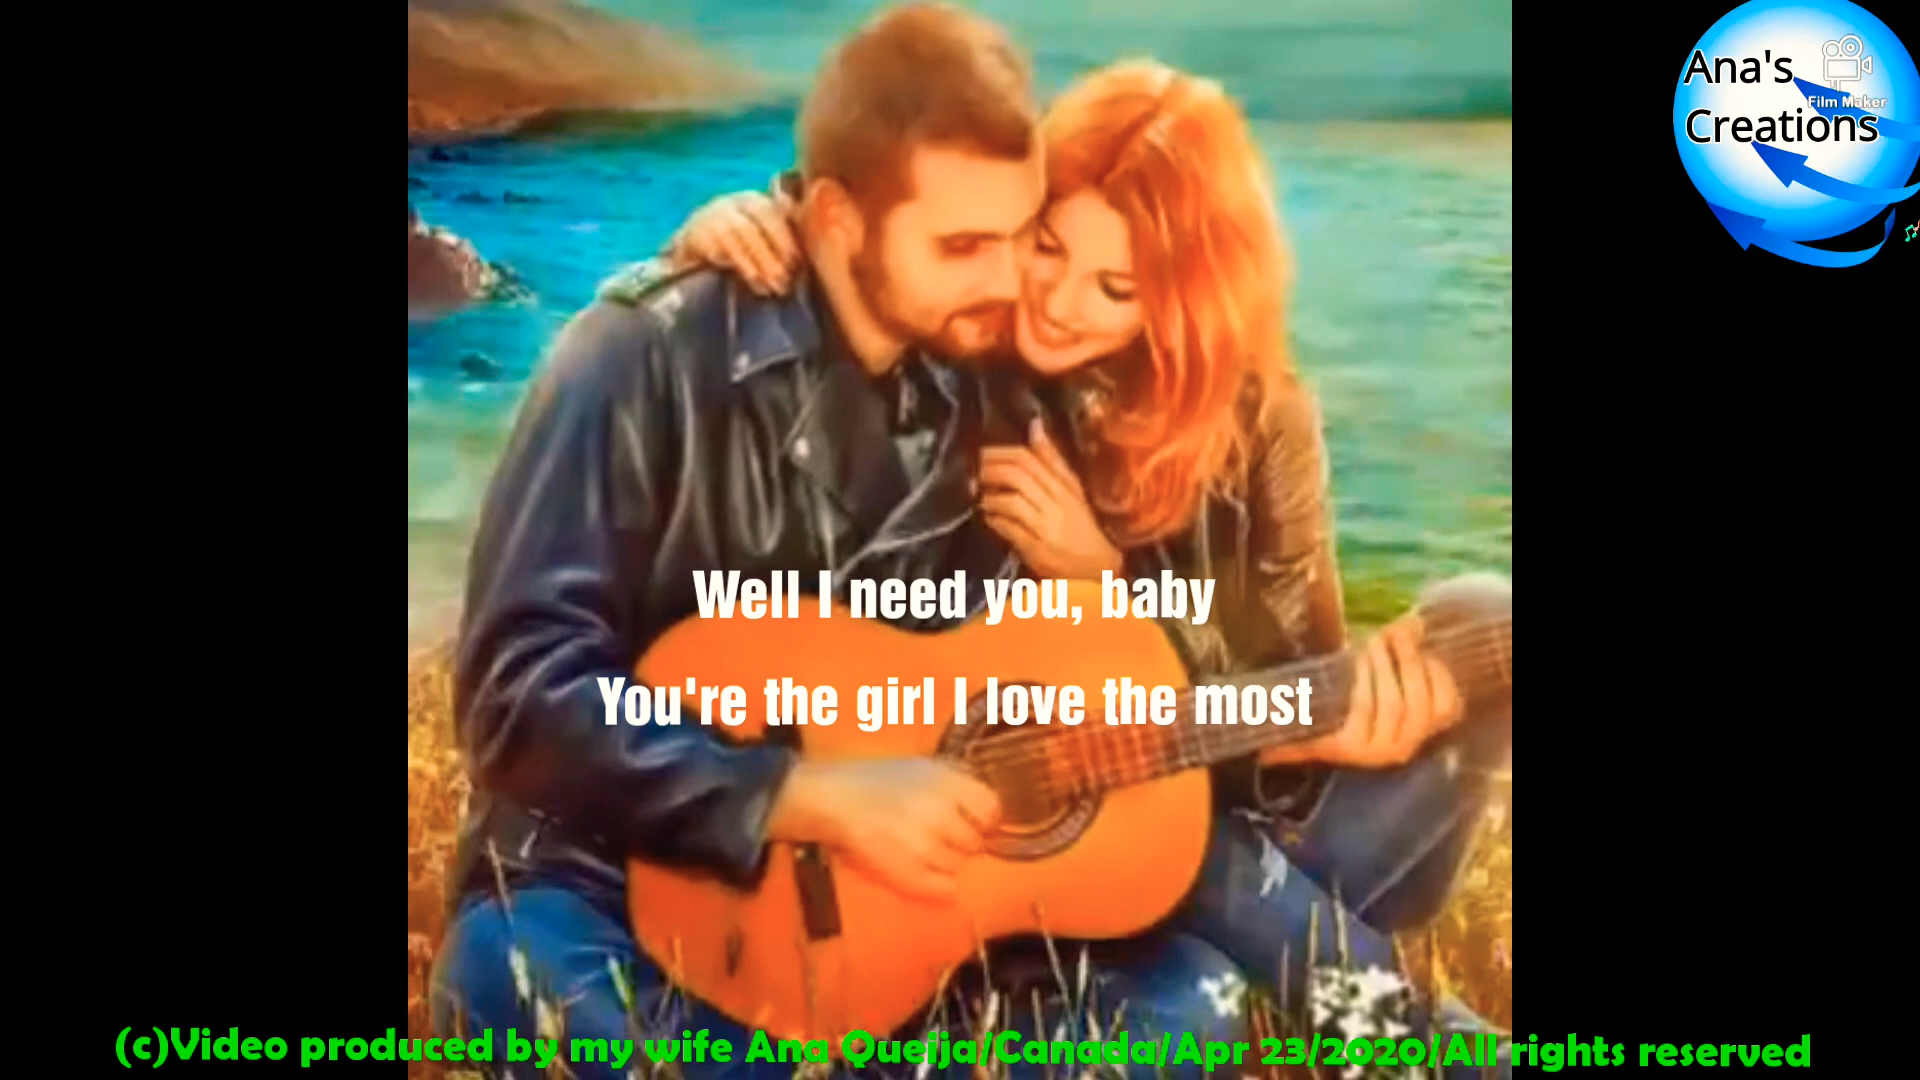 Ana's
Film Maker
Creations
Well I need you, baby
You're the girl I love the most
(c)Video produced by my wife Ana Queija/Canada/Apr 23/2020/All rights reserved